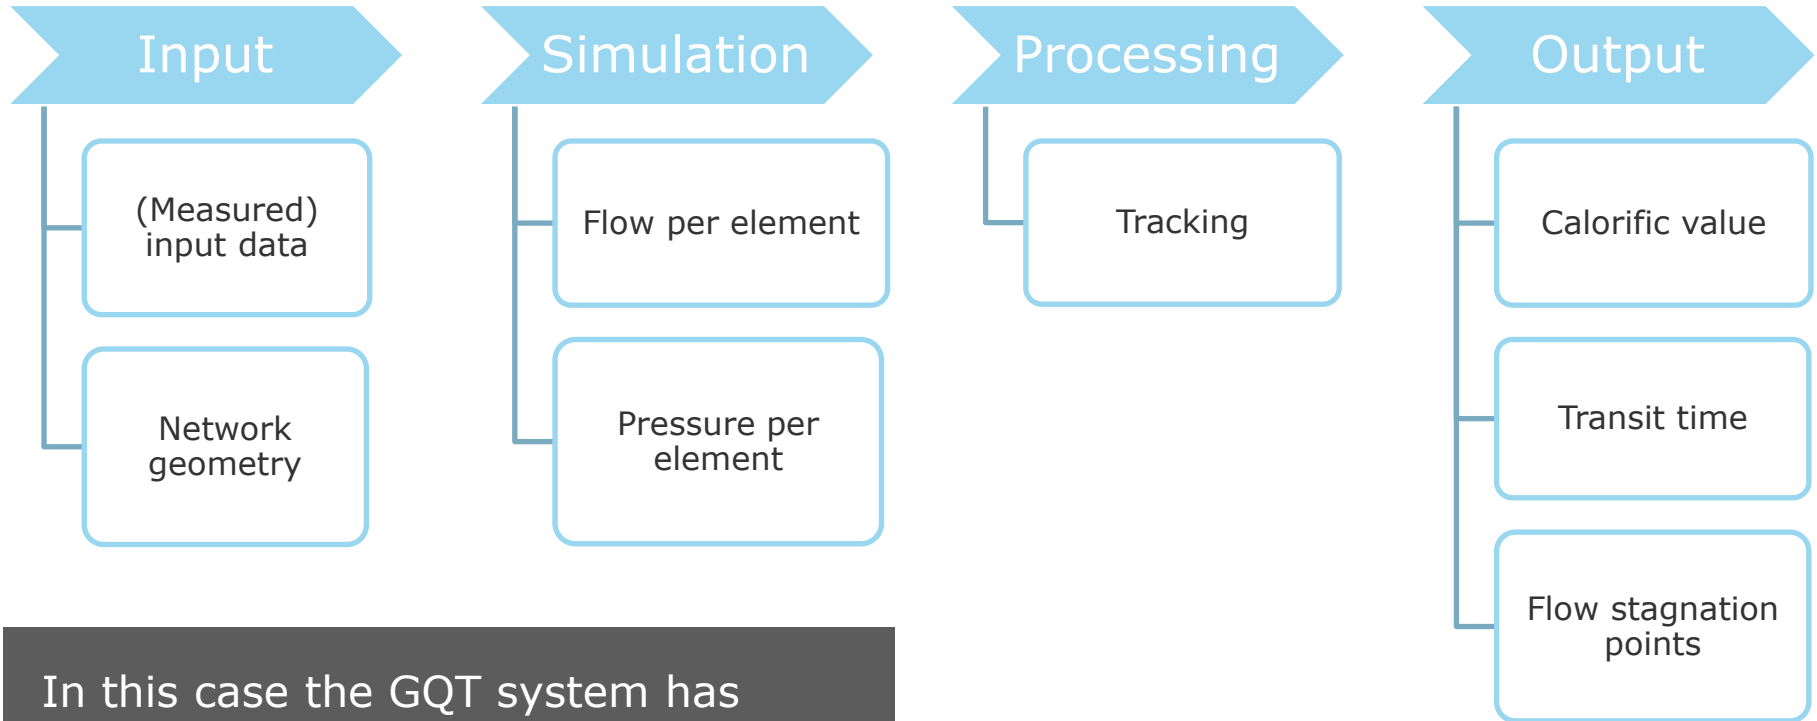 Input
(Measured)
input data
Network
geometry
Simulation
Flow per element
Pressure per
element
Processing
Tracking
Output
Calorific value
Transit time
Flow stagnation
points
In this case the GQT system has